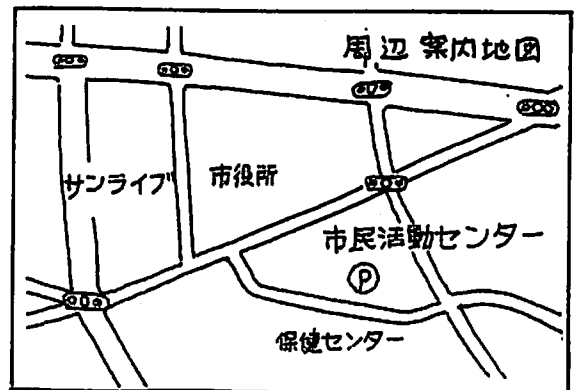 周辺案内地図
サンライブ
市役所
市民活動センター
P
保健センター